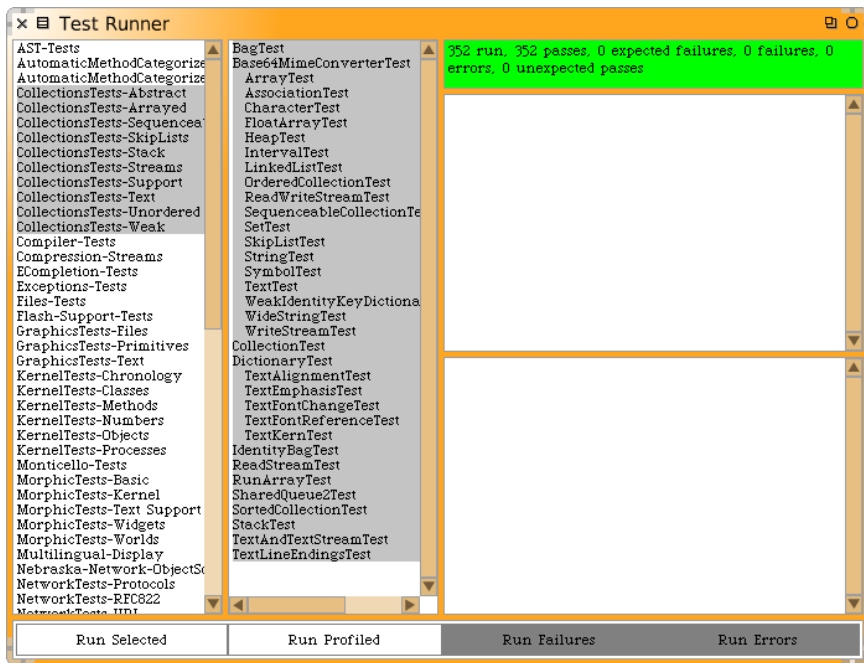 Test Runner
AST-Tests
AutomaticMethodCategorize
AutomaticMethodCategorize
CollectionsTests-Abstract
CollectionsTests-Arrayed
CollectionsTests-Sequencea
CollectionsTests-SkipLists
CollectionsTests-Stack
CollectionsTests-Streams
CollectionsTests-Support
CollectionsTests-Text
CollectionsTests-Unordered
CollectionsTests-Weak
Compiler-Tests
Compression-Streams
ECompletion-Tests
Exceptions-Tests
Files-Tests
Flash-Support-Tests
GraphicsTests-Files
GraphicsTests-Primitives
GraphicsTests-Text
KernelTests-Chronology
KernelTests-Classes
KernelTests-Methods
KernelTests-Numbers
KernelTests-Objects
KernelTests-Processes
Monticello-Tests
MorphicTests-Basic
MorphicTests-Kernel
MorphicTests-Text Support
MorphicTests-Widgets
MorphicTests-Worlds
Multilingual-Display
Nebraska-Network-ObjectSo
NetworkTests-Protocols
NetworkTests-RFC822
NetworkTests-URI
BagTest
Base64MimeConverterTest
ArrayTest
AssociationTest
CharacterTest
FloatArrayTest
HeapTest
IntervalTest
LinkedListTest
OrderedCollectionTest
ReadWriteStreamTest
SequenceableCollectionTe
SetTest
SkipListTest
StringTest
SymbolTest
TextTest
WeakIdentityKeyDictiona
WideStringTest
WriteStreamTest
CollectionTest
DictionaryTest
TextAlignmentTest
TextEmphasisTest
TextFontChangeTest
TextFontReferenceTest
TextKernTest
IdentityBagTest
ReadStreamTest
RunArrayTest
SharedQueue2Test
SortedCollectionTest
StackTest
TextAndTextStreamTest
TextLineEndingsTest
352 run, 352 passes, 0 expected failures, 0 failures, 0
errors, 0 unexpected passes
Run Selected
Run Profiled
Run Failures
Run Errors